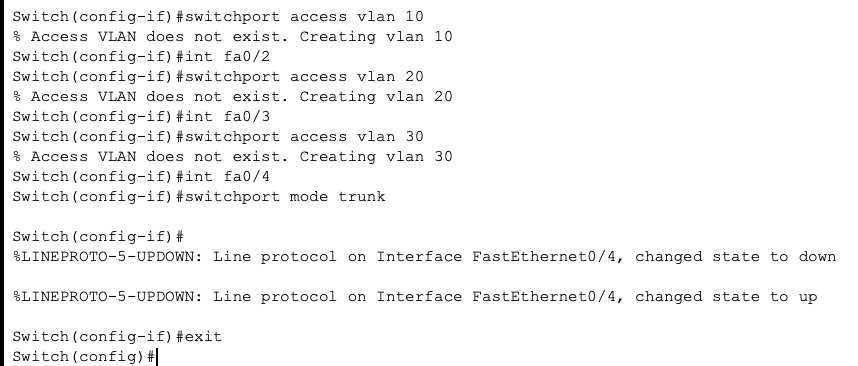 Switch(config-if)#switchport access vlan 10
% Access VLAN does not exist. Creating vlan 10
Switch(config-if)#int fa0/2
Switch(config-if)#switchport access vlan 20
% Access VLAN does not exist. Creating vlan 20
Switch(config-if)#int fa0/3
Switch(config-if)#switchport access vlan 30
% Access VLAN does not exist. Creating vlan 30
Switch(config-if)#int fa0/4
Switch(config-if)#switchport mode trunk
Switch(config-if)#
%LINEPROTO-5-UPDOWN: Line protocol on Interface FastEthernet0/4, changed state to down
%LINEPROTO-5-UPDOWN: Line protocol on Interface FastEthernet0/4, changed state to up
Switch(config-if)#exit
Switch(config)#